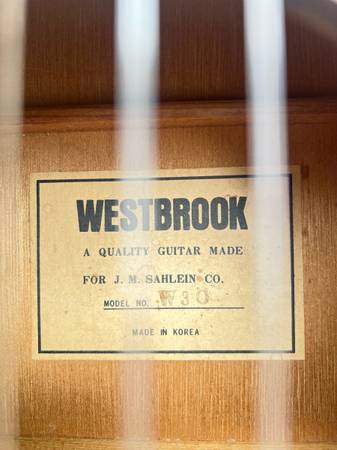 WESTBROOK
A QUALITY GUITAR MADE
FOR J. M. SAHLEIN CO.
MODEL NO. W30
MADE IN KOREA